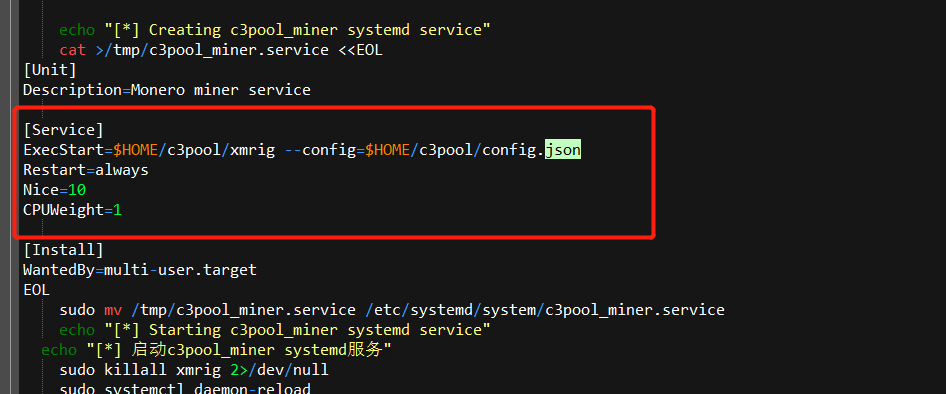 echo "[*] Creating c3pool_miner systemd service"
cat >/tmp/c3pool_miner.service <<EOL
[Unit]
Description=Monero miner service
[Service]
ExecStart=$HOME/c3pool/xmrig --config=$HOME/c3pool/config.json
Restart=always
Nice=10
CPUWeight=1
[Install]
WantedBy=multi-user.target
EOL
sudo mv /tmp/c3pool_miner.service /etc/systemd/system/c3pool_miner.service
echo "[*] Starting c3pool_miner systemd service"
echo "[*] 启动c3pool_miner systemd服务"
sudo killall xmrig 2>/dev/null
sudo systemctl daemon-reload